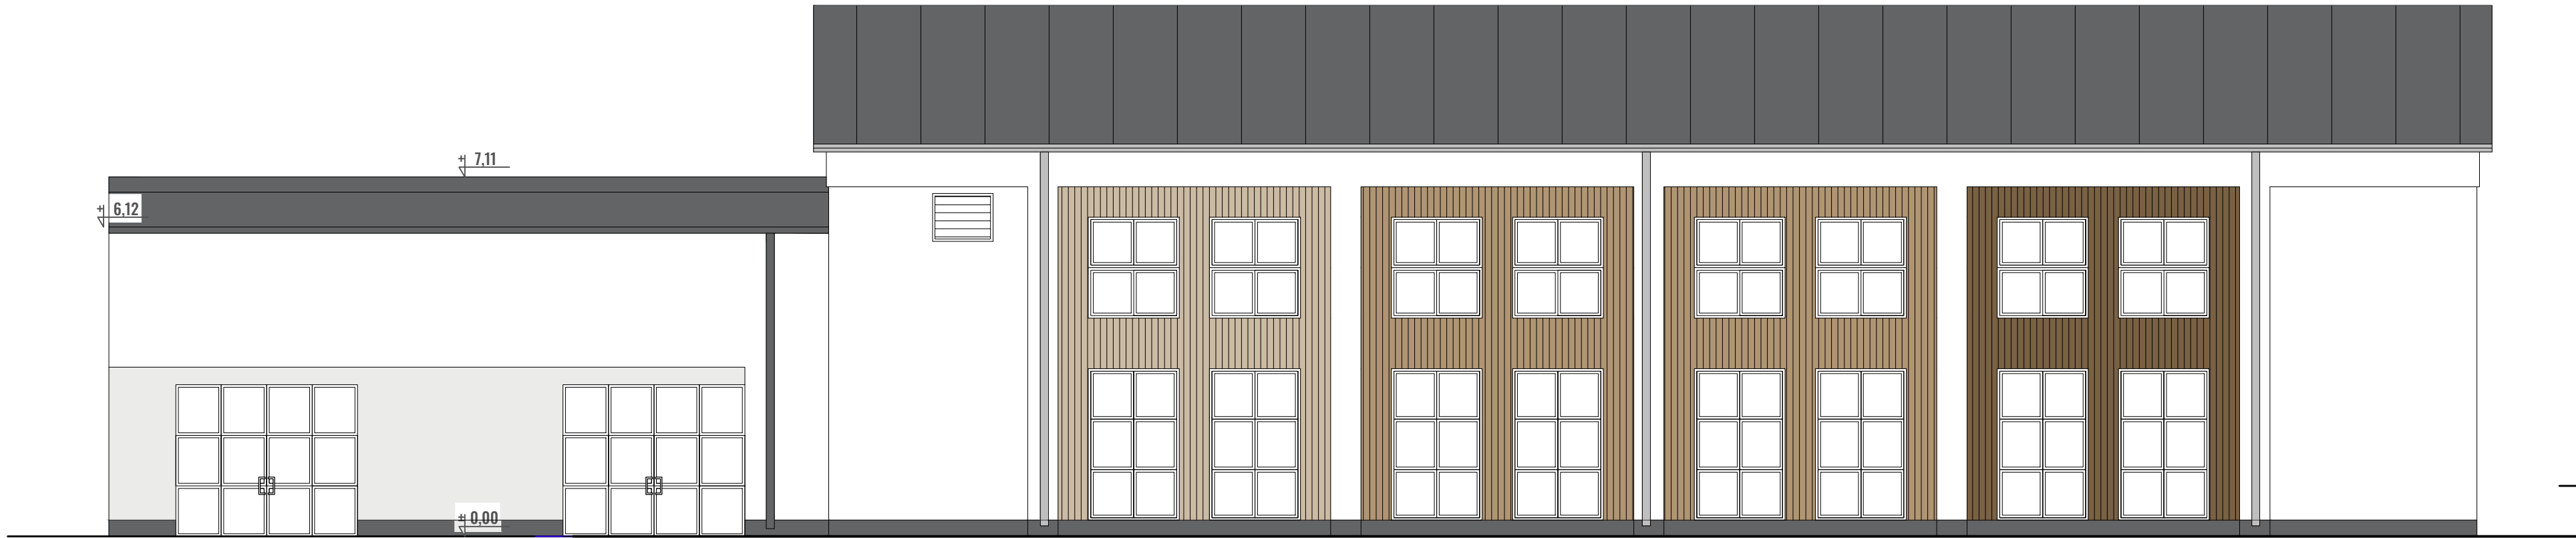 ± 7,11
± 6,12
± 0,00